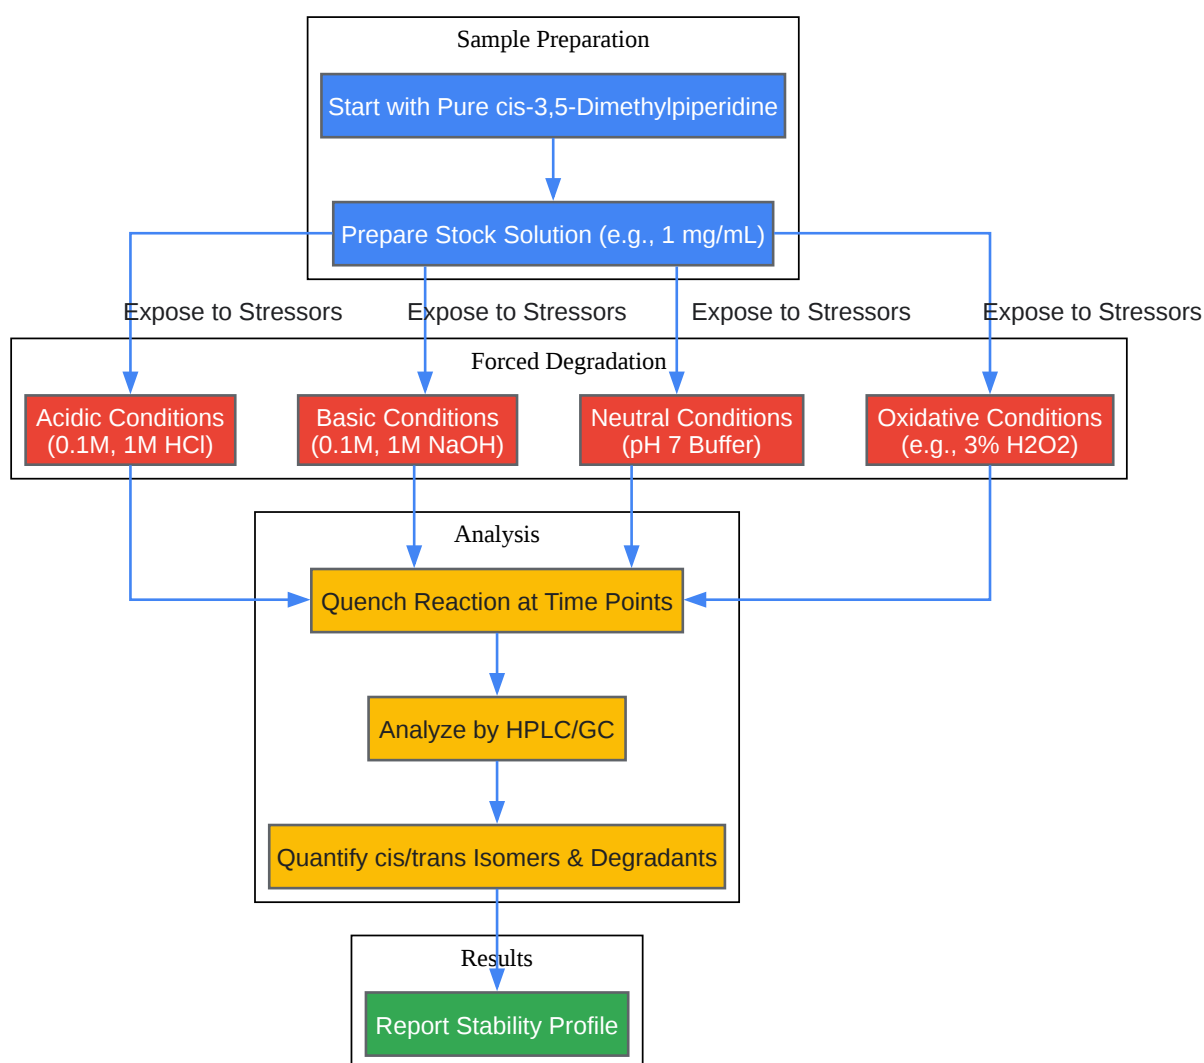 Sample Preparation
Start with Pure cis-3,5-Dimethylpiperidine
Prepare Stock Solution (e.g., 1 mg/mL)
Expose to Stressors
Expose to Stressors
Expose to Stressors
Expose to Stressors
Forced Degradation
Acidic Conditions
(0.1M, 1M HCl)
Basic Conditions
(0.1M, 1M NaOH)
Neutral Conditions
(pH 7 Buffer)
Oxidative Conditions
(e.g., 3% H2O2)
Analysis
Quench Reaction at Time Points
Analyze by HPLC/GC
Quantify cis/trans Isomers & Degradants
Results
Report Stability Profile